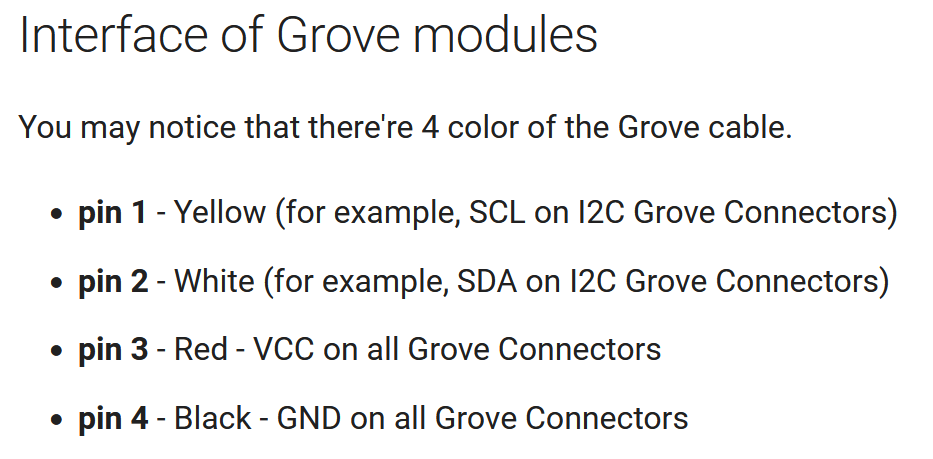 Interface of Grove modules
You may notice that there're 4 color of the Grove cable.
• pin 1 - Yellow (for example, SCL on I2C Grove Connectors)
• pin 2 - White (for example, SDA on I2C Grove Connectors)
• pin 3 - Red - VCC on all Grove Connectors
• pin 4 - Black - GND on all Grove Connectors